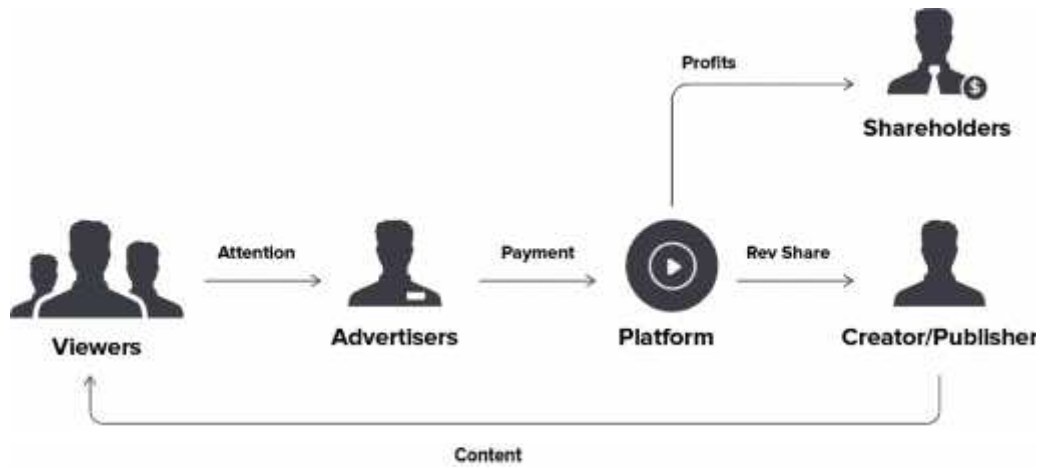 Profits
$
Shareholders
Attention
Payment
Rev Share
Viewers
Advertisers
Platform
Creator/Publisher
Content